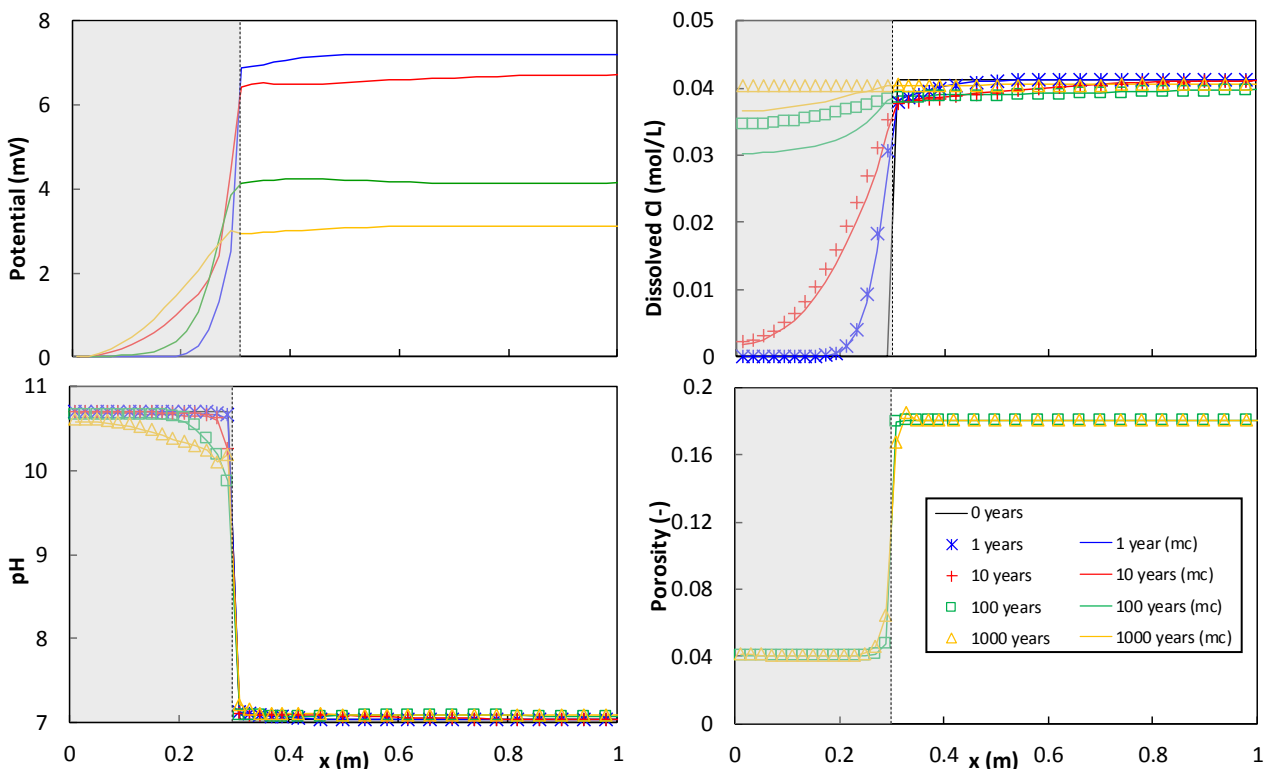 8
6
4
2
0
Potential (mV)
0.05
0.04
0.03
0.02
0.01
0
Dissolved Cl (mol/L)
11
10
9
8
7
pH
0
0.2
0.4
0.6
0.8
1
x (m)
0.2
0.16
0.12
0.08
0.04
0
Porosity (-)
0 years
1 years
1 year (mc)
10 years
10 years (mc)
100 years
100 years (mc)
1000 years
1000 years (mc)
0
0.2
0.4
0.6
0.8
1
x (m)